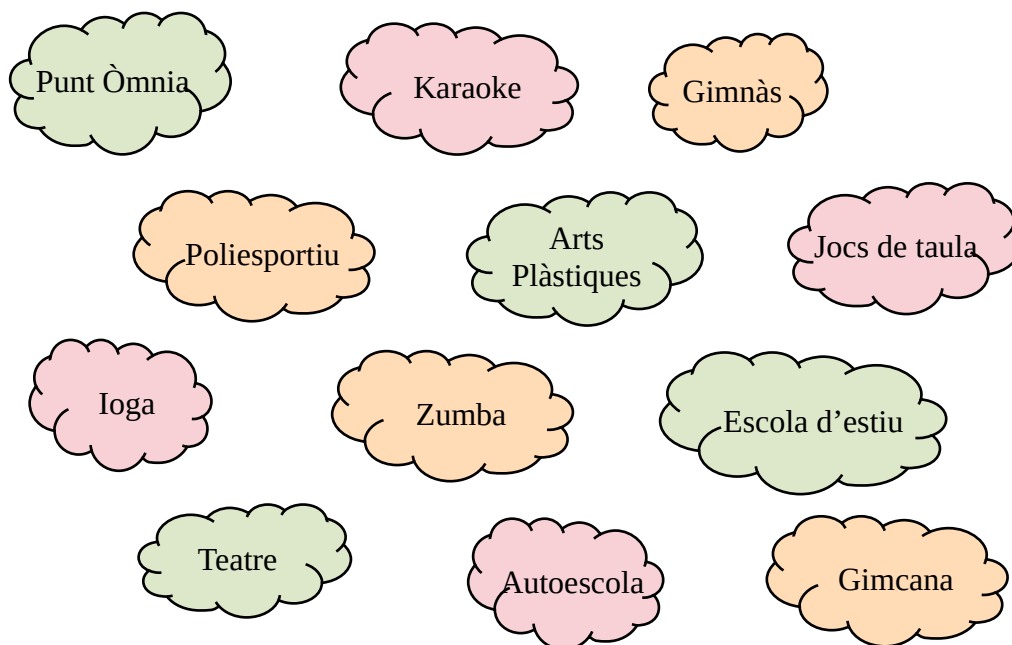 Punt Òmnia
Karaoke
Gimnàs
Poliesportiu
Arts
Plàstiques
Jocs de taula
Ioga
Zumba
Escola d’estiu
Teatre
Autoescola
Gimcana